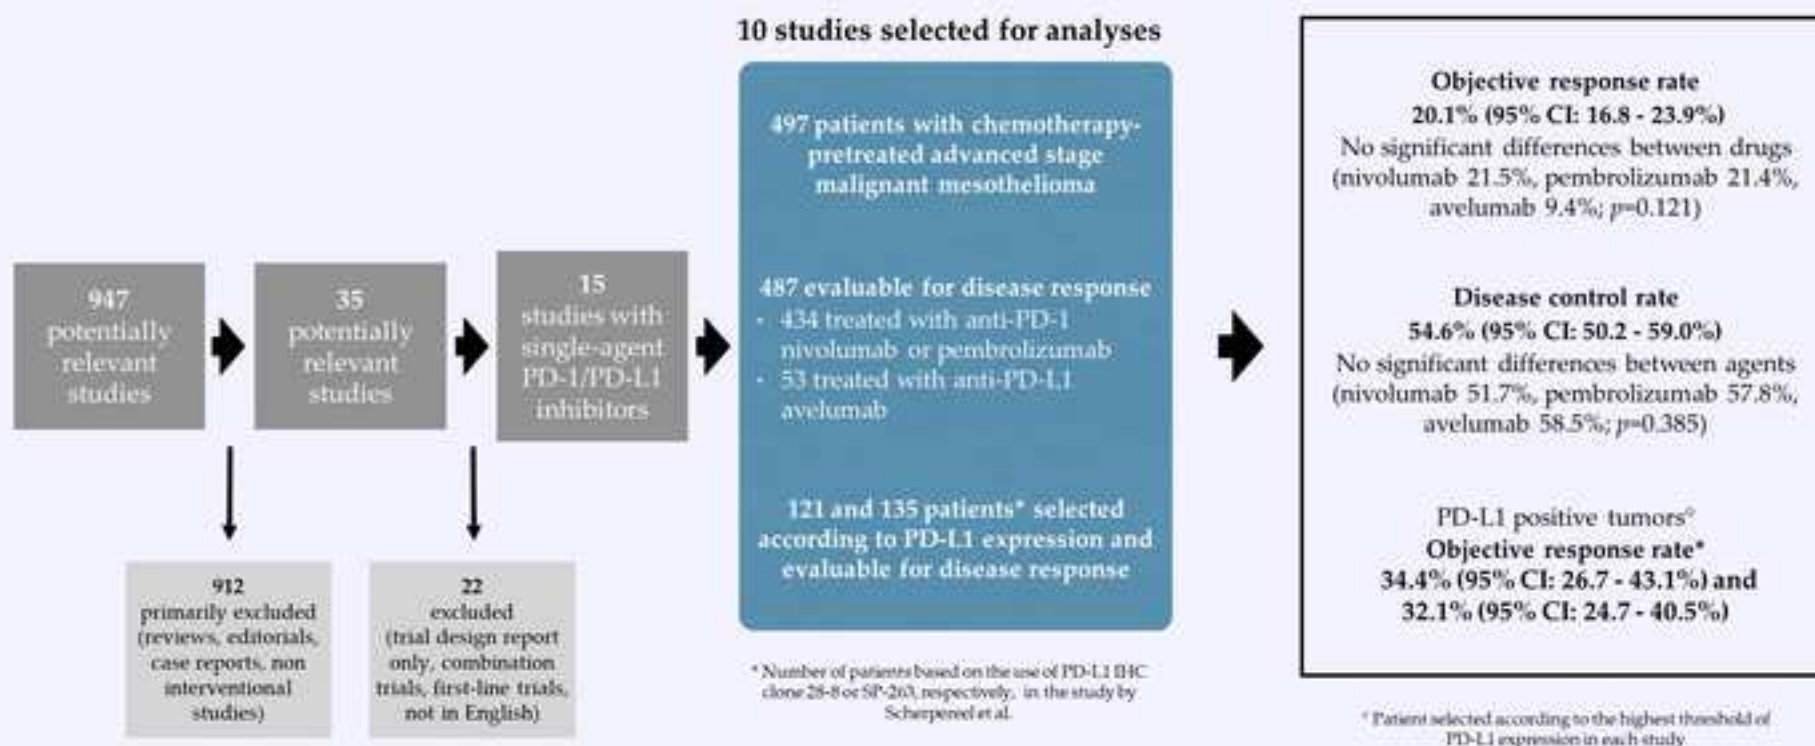 947
potentially
relevant
studies
912
primarily excluded
(reviews, editorials,
case reports, non
interventional
studies)
35
potentially
relevant
studies
22
excluded
(trial design report
only, combination
trials, first-line trials,
not in English)
15
studies with
single-agent
PD-1/PD-L1
inhibitors
10 studies selected for analyses
497 patients with chemotherapy-
pretreated advanced stage
malignant mesothelioma
487 evaluable for disease response
• 434 treated with anti-PD-1
nivolumab or pembrolizumab
• 53 treated with anti-PD-L1
avelumab
121 and 135 patients* selected
according to PD-L1 expression and
evaluable for disease response
* Number of patients based on the use of PD-L1 IHC
clone 28-8 or SP-263, respectively, in the study by
Scherpereel et al.
Objective response rate
20.1% (95% CI: 16.8 - 23.9%)
No significant differences between drugs
(nivolumab 21.5%, pembrolizumab 21.4%,
avelumab 9.4%; p=0.121)
Disease control rate
54.6% (95% CI: 50.2 - 59.0%)
No significant differences between agents
(nivolumab 51.7%, pembrolizumab 57.8%,
avelumab 58.5%; p=0.385)
PD-L1 positive tumors°
Objective response rate*
34.4% (95% CI: 26.7 - 43.1%) and
32.1% (95% CI: 24.7 - 40.5%)
° Patient selected according to the highest threshold of
PD-L1 expression in each study